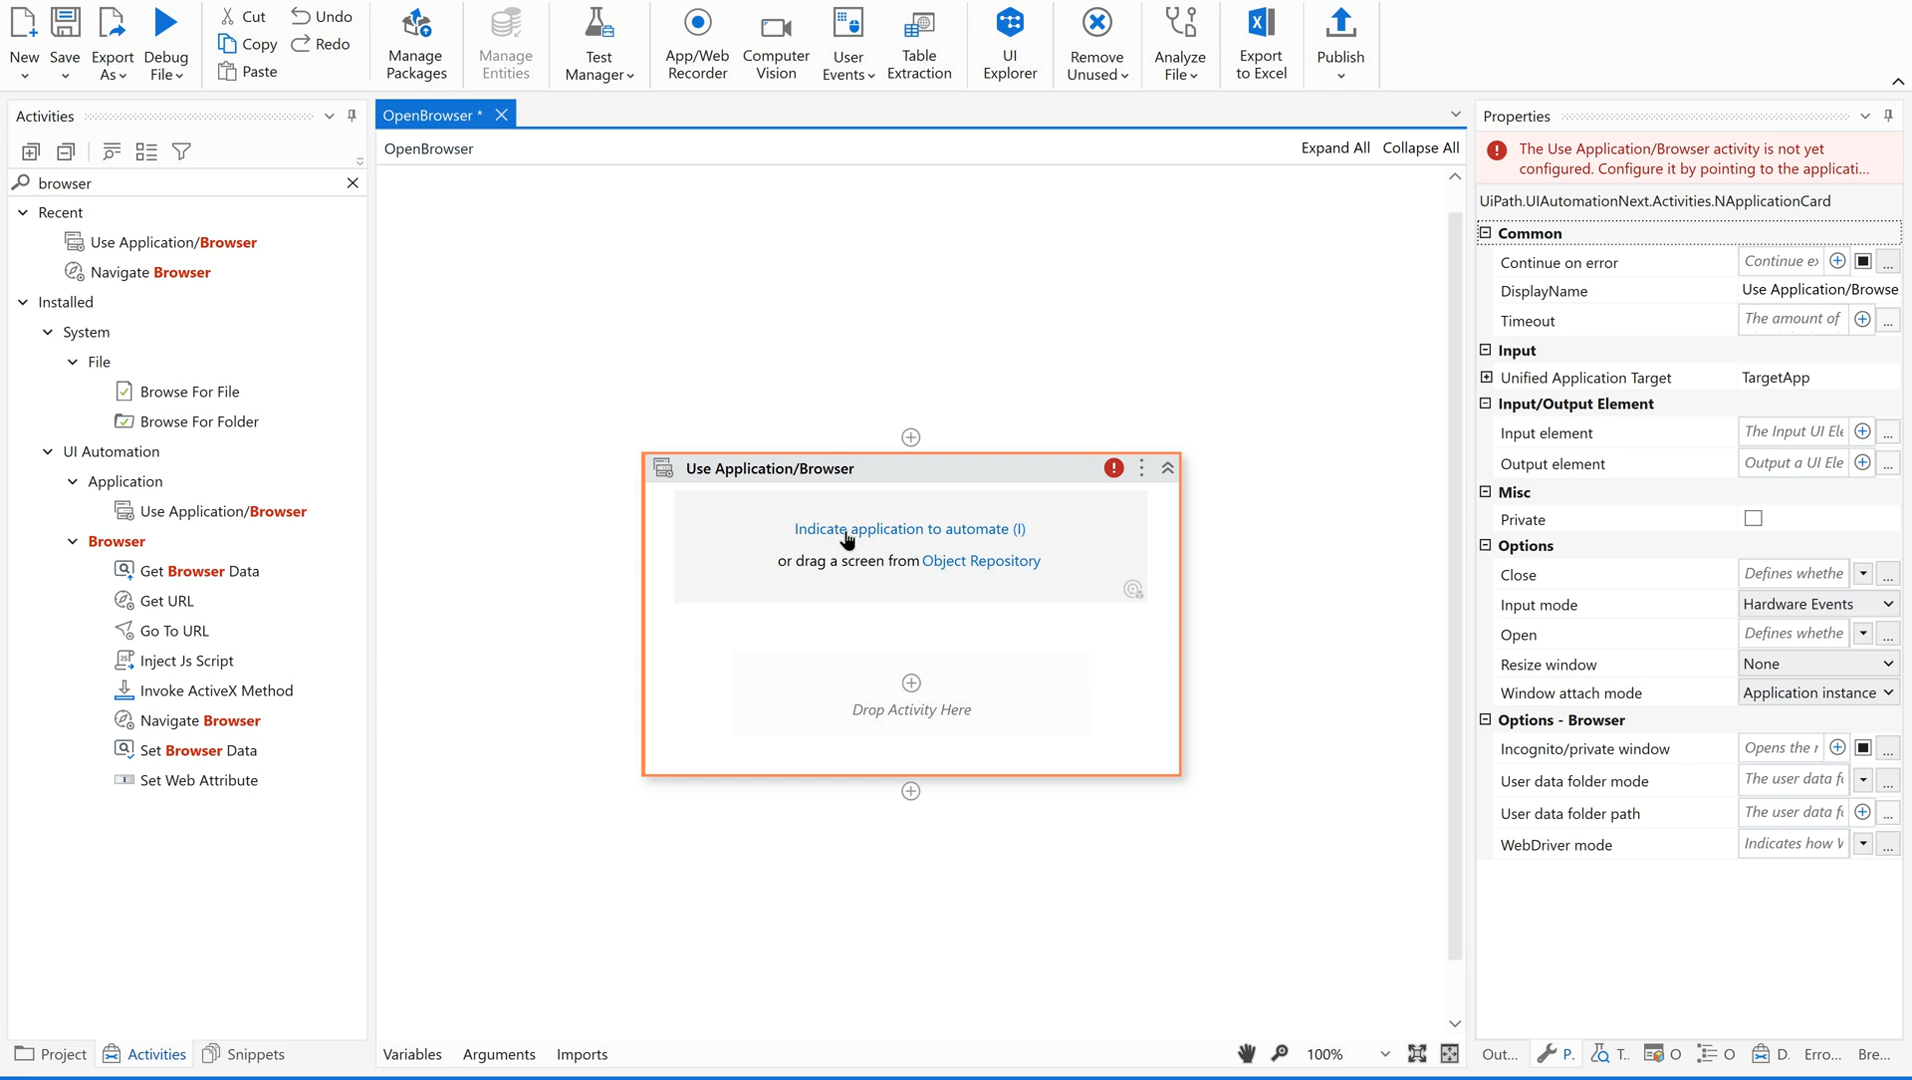 New
Save
Export As
Debug File
Cut
Copy
Paste
Undo
Redo
Manage Packages
Manage Entities
Test Manager
App/Web Recorder
Computer Vision
User Events
Table Extraction
UI Explorer
Remove Unused
Analyze File
Export to Excel
Publish
Activities
browser
Recent
Use Application/Browser
Navigate Browser
Installed
System
File
Browse For File
Browse For Folder
UI Automation
Application
Use Application/Browser
Browser
Get Browser Data
Get URL
Go To URL
Inject Js Script
Invoke ActiveX Method
Navigate Browser
Set Browser Data
Set Web Attribute
Project
Activities
Snippets
OpenBrowser *
OpenBrowser
Expand All
Collapse All
Use Application/Browser
Indicate application to automate (I)
or drag a screen from Object Repository
Drop Activity Here
Variables
Arguments
Imports
100%
Properties
The Use Application/Browser activity is not yet
configured. Configure it by pointing to the applicati...
UiPath.UIAutomationNext.Activities.NApplicationCard
Common
Continue on error Continue ex ...
DisplayName Use Application/Browse
Timeout The amount of ...
Input
Unified Application Target TargetApp
Input/Output Element
Input element The Input UI Ele ...
Output element Output a UI Ele ...
Misc
Private
Options
Close Defines whethe ...
Input mode Hardware Events
Open Defines whethe ...
Resize window None
Window attach mode Application instance
Options - Browser
Incognito/private window Opens the r ...
User data folder mode The user data f ...
User data folder path The user data f ...
WebDriver mode Indicates how W ...
Out... P. T. O O D. Erro... Bre...